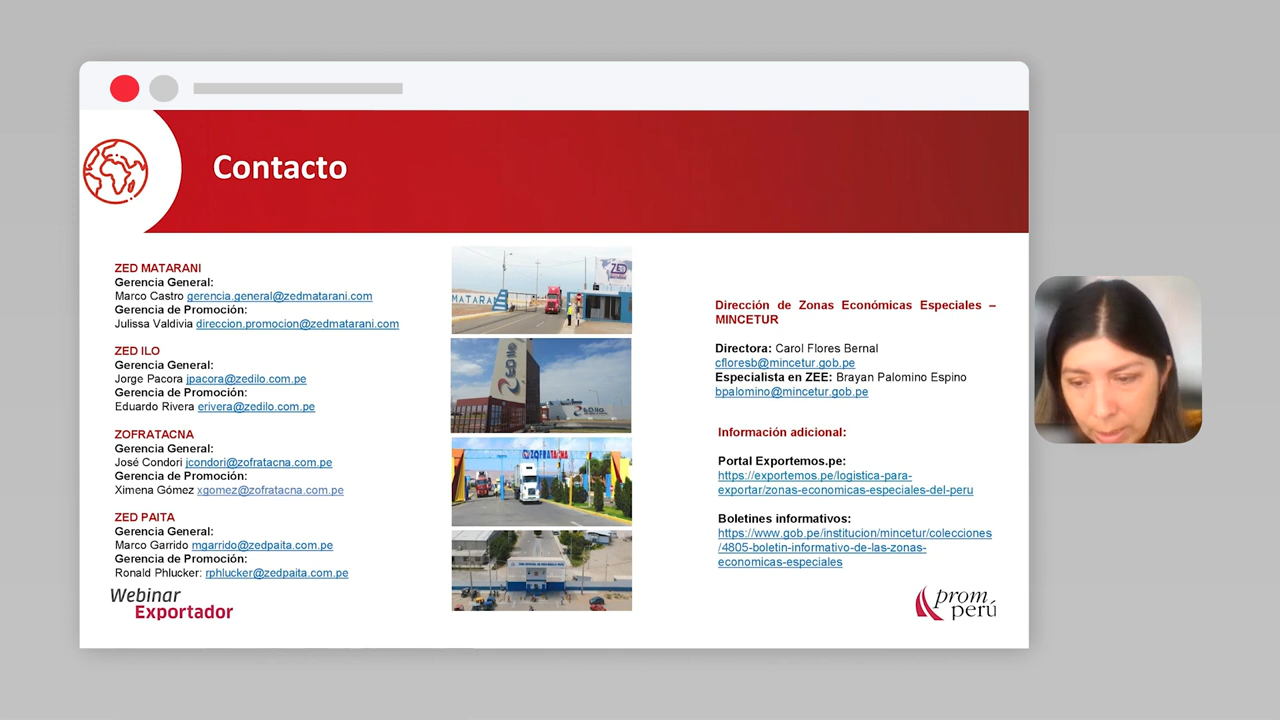 Contacto
ZED MATARANI
Gerencia General:
Marco Castro gerencia.general@zedmatarani.com
Gerencia de Promoción:
Julissa Valdivia direccion.promocion@zedmatarani.com
ZED ILO
Gerencia General:
Jorge Pacora jpacora@zedilo.com.pe
Gerencia de Promoción:
Eduardo Rivera erivera@zedilo.com.pe
ZOFRATACNA
Gerencia General:
José Condori jcondori@zofratacna.com.pe
Gerencia de Promoción:
Ximena Gómez xgomez@zofratacna.com.pe
ZED PAITA
Gerencia General:
Marco Garrido mgarrido@zedpaita.com.pe
Gerencia de Promoción:
Ronald Phlucker: rphlucker@zedpaita.com.pe
Webinar
Exportador
MATARANI
ZED
ZOFRATACNA
Dirección de Zonas Económicas Especiales –
MINCETUR
Directora: Carol Flores Bernal
cfloresb@mincetur.gob.pe
Especialista en ZEE: Brayan Palomino Espino
bpalomino@mincetur.gob.pe
Información adicional:
Portal Exportemos.pe:
https://exportemos.pe/logistica-para-
exportar/zonas-economicas-especiales-del-peru
Boletines informativos:
https://www.gob.pe/institucion/mincetur/colecciones
/4805-boletin-informativo-de-las-zonas-
economicas-especiales
prom
perú